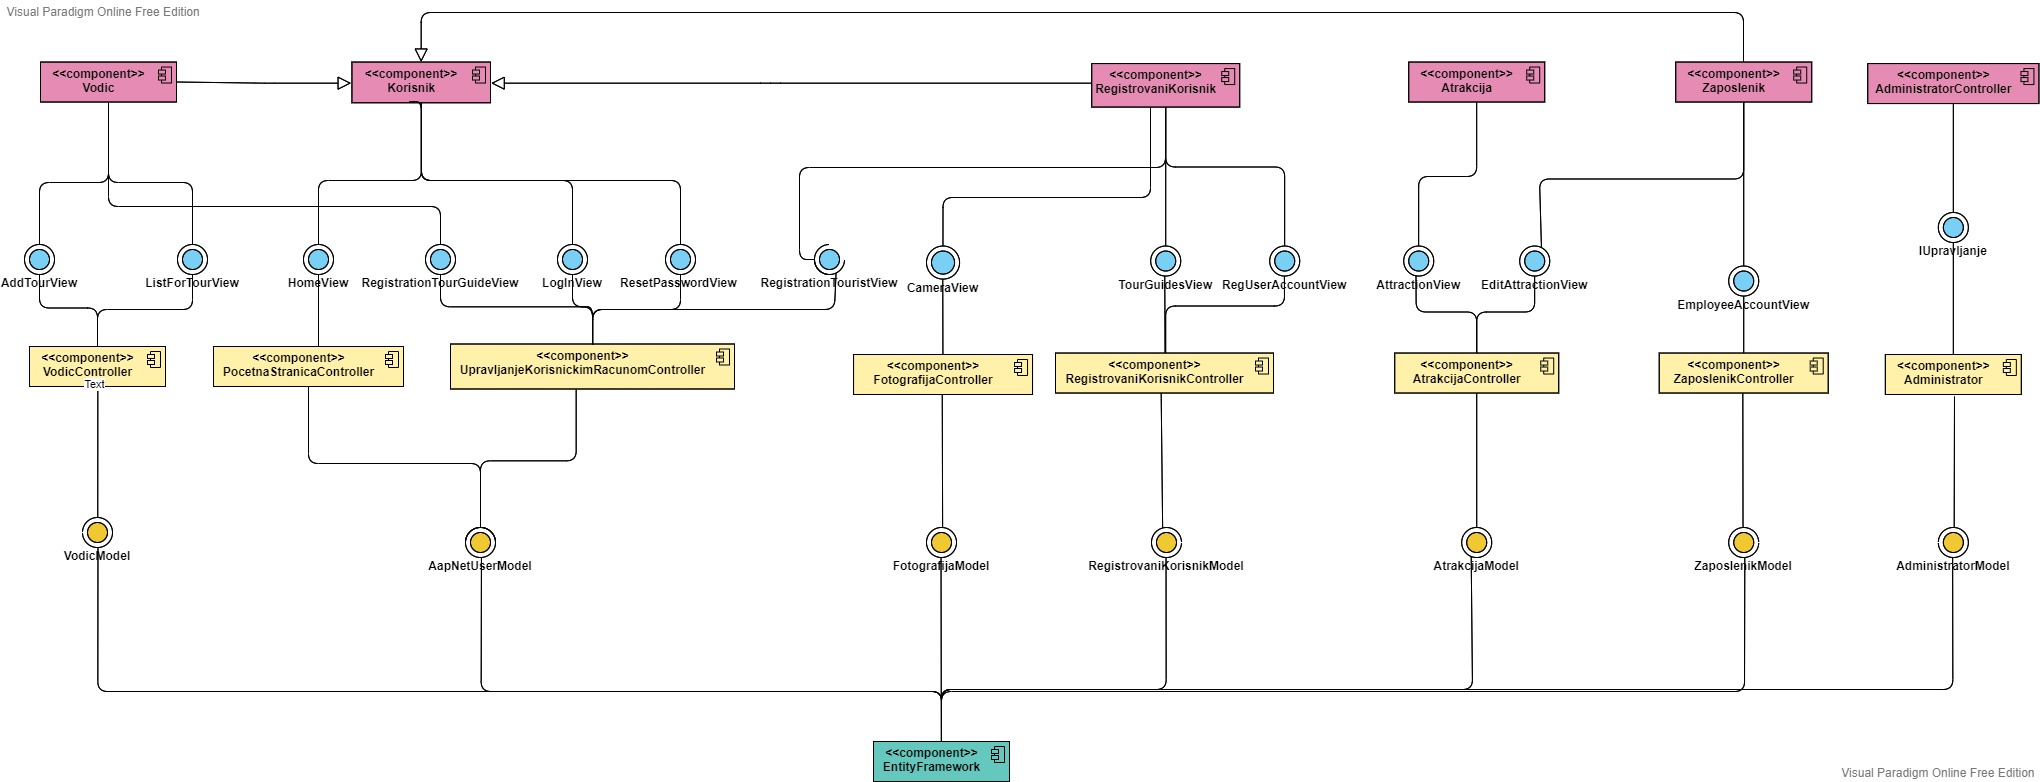 Visual Paradigm Online Free Edition
<<component>>
Vodic
<<component>>
Korisnik
<<component>>
RegistrovaniKorisnik
<<component>>
Atrakcija
<<component>>
Zaposlenik
<<component>>
AdministratorController
AddTourView
ListForTourView
HomeView
RegistrationTourGuideView
LogInView
ResetPasswordView
RegistrationTouristView
CameraView
TourGuidesView
RegUserAccountView
AttractionView
EditAttractionView
EmployeeAccountView
IUpravljanje
<<component>>
VodicController
Text
<<component>>
PocetnaStranicaController
<<component>>
UpravljanjeKorisnickimRacunomController
<<component>>
FotografijaController
<<component>>
RegistrovaniKorisnikController
<<component>>
AtrakcijaController
<<component>>
ZaposlenikController
<<component>>
Administrator
VodicModel
AapNetUserModel
FotografijaModel
RegistrovaniKorisnikModel
AtrakcijaModel
ZaposlenikModel
AdministratorModel
<<component>>
EntityFramework
Visual Paradigm Online Free Edition